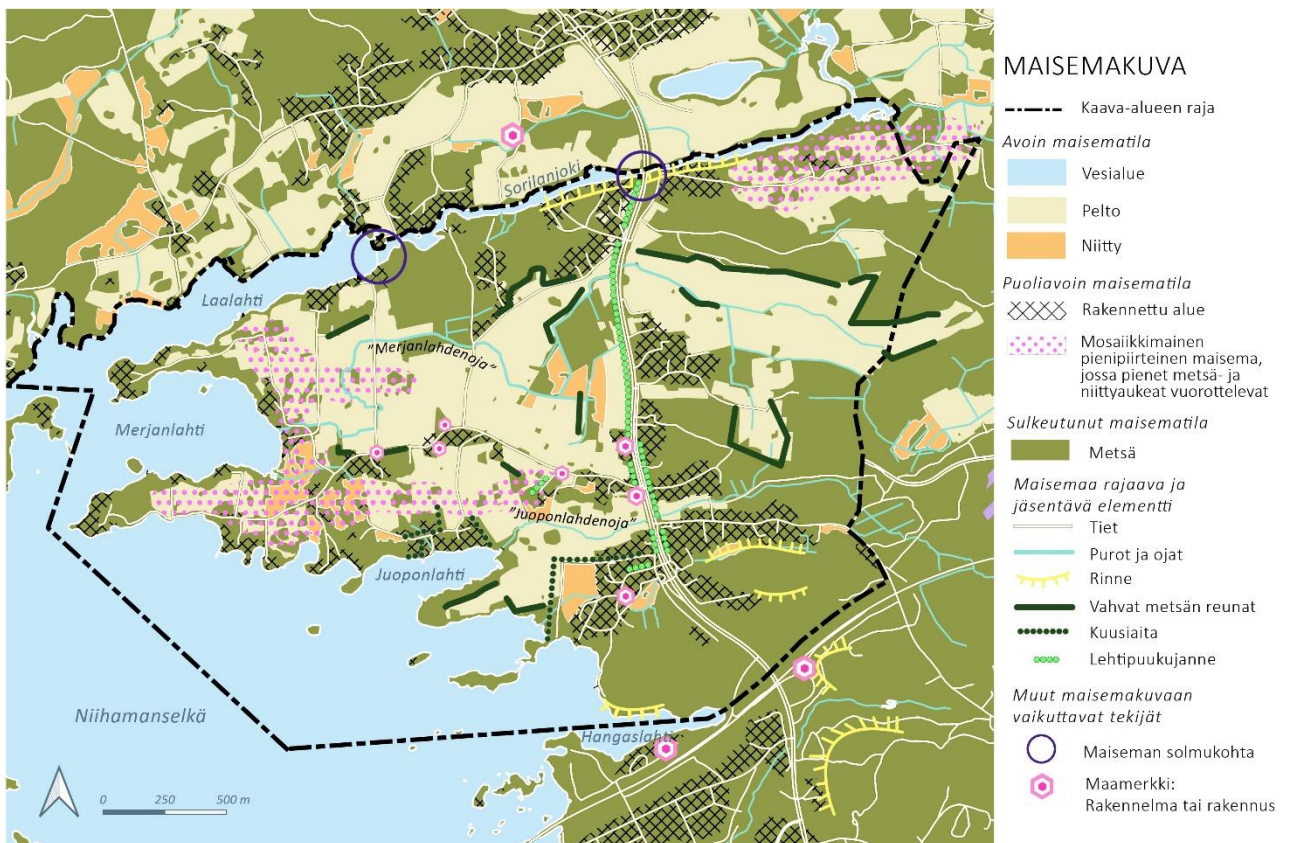 Sorilanjoki
Laalahti
"Merjanlahdenoja"
Merjanlahti
"Juoponlahdenoja"
Juoponlahti
Niihamanselkä
Hangaslahti
0 250 500 m
MAISEMAKUVA
Kaava-alueen raja
Avoin maisematila
Vesialue
Pelto
Niitty
Puoliavoin maisematila
Rakennettu alue
Mosaiikkimainen
pienipiirteinen maisema,
jossa pienet metsä- ja
niittyaukeat vuorottelevat
Sulkeutunut maisematila
Metsä
Maisemaa rajaava ja
jäsentävä elementti
Tiet
Purot ja ojat
Rinne
Vahvat metsän reunat
Kuusiaita
Lehtipuukujanne
Muut maisemakuvaan
vaikuttavat tekijät
Maiseman solmukohta
Maamerkki:
Rakennelma tai rakennus